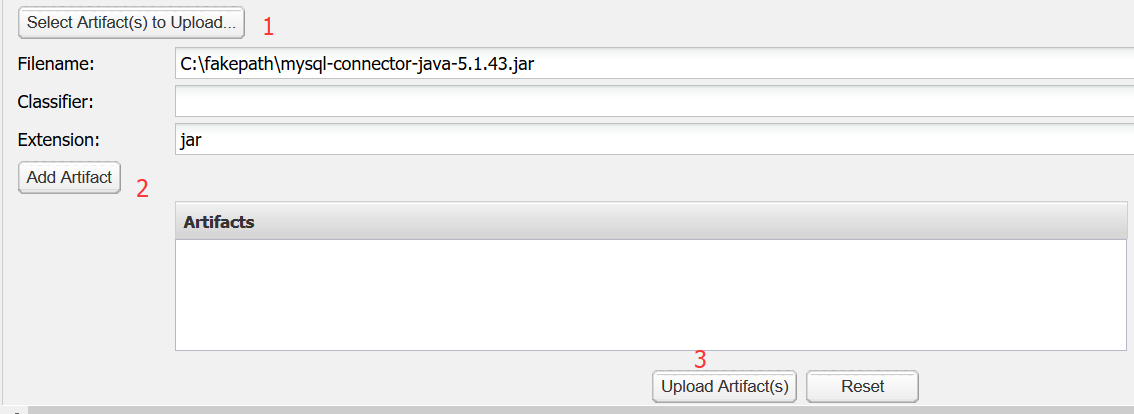 Select Artifact(s) to Upload... 1
Filename: C:\fakepath\mysql-connector-java-5.1.43.jar
Classifier:
Extension: jar
Add Artifact 2
Artifacts
3
Upload Artifact(s) Reset